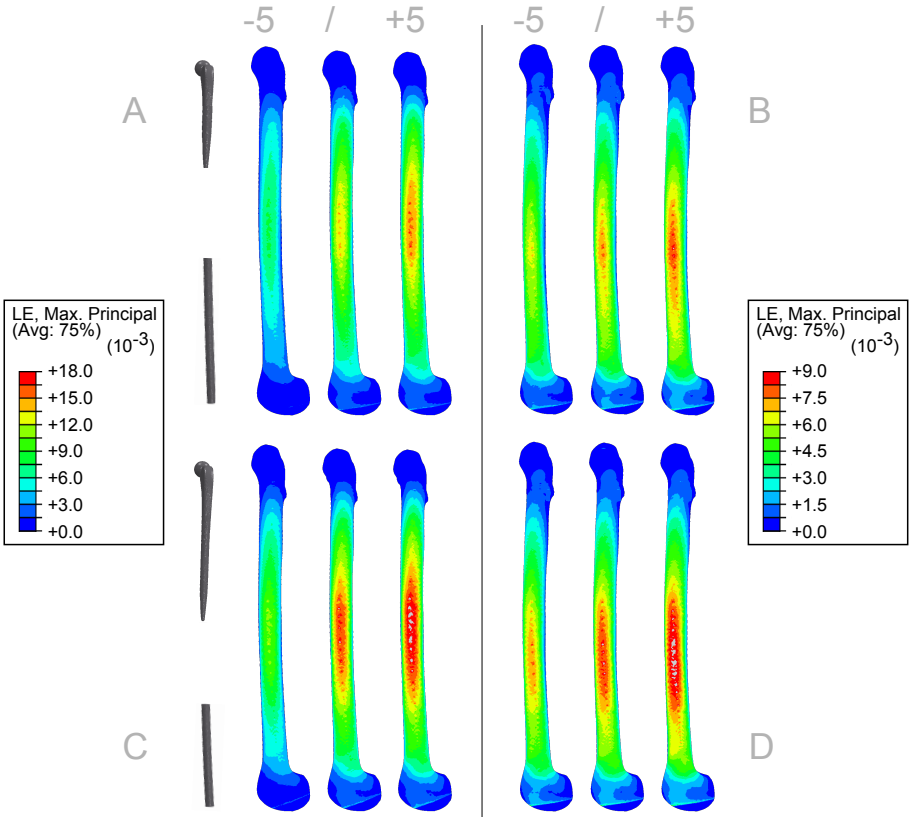 -5 / +5
-5 / +5
A
B
LE, Max. Principal
(Avg: 75%)
(10-3)
+18.0
+15.0
+12.0
+9.0
+6.0
+3.0
+0.0
LE, Max. Principal
(Avg: 75%)
(10-3)
+9.0
+7.5
+6.0
+4.5
+3.0
+1.5
+0.0
C
D